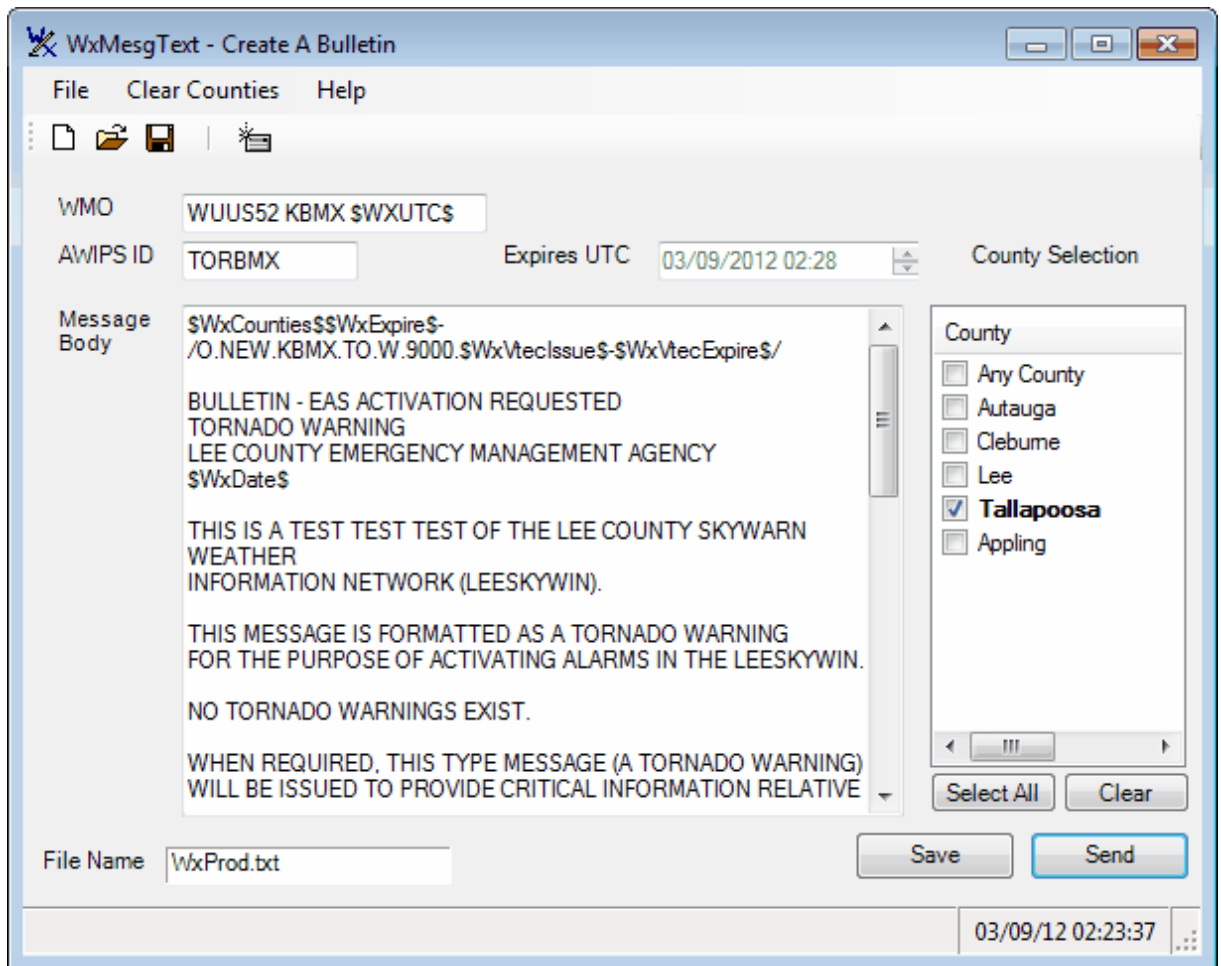 WxMesgText - Create A Bulletin
File Clear Counties Help
WMO WUUS52 KBMX $WXUTC$
AWIPS ID TORBMX Expires UTC 03/09/2012 02:28 County Selection
Message
Body
$WxCounties$$WxExpire$-
/O.NEW.KBMX.TO.W.9000.$WxVtecIssue$-$WxVtecExpire$/
BULLETIN - EAS ACTIVATION REQUESTED
TORNADO WARNING
LEE COUNTY EMERGENCY MANAGEMENT AGENCY
$WxDate$
THIS IS A TEST TEST TEST OF THE LEE COUNTY SKYWARN
WEATHER
INFORMATION NETWORK (LEESKYWIN).
THIS MESSAGE IS FORMATTED AS A TORNADO WARNING
FOR THE PURPOSE OF ACTIVATING ALARMS IN THE LEESKYWIN.
NO TORNADO WARNINGS EXIST.
WHEN REQUIRED, THIS TYPE MESSAGE (A TORNADO WARNING)
WILL BE ISSUED TO PROVIDE CRITICAL INFORMATION RELATIVE
County
Any County
Autauga
Cleburne
Lee
Tallapoosa
Appling
Select All Clear
File Name WxProd.txt
Save Send
03/09/12 02:23:37